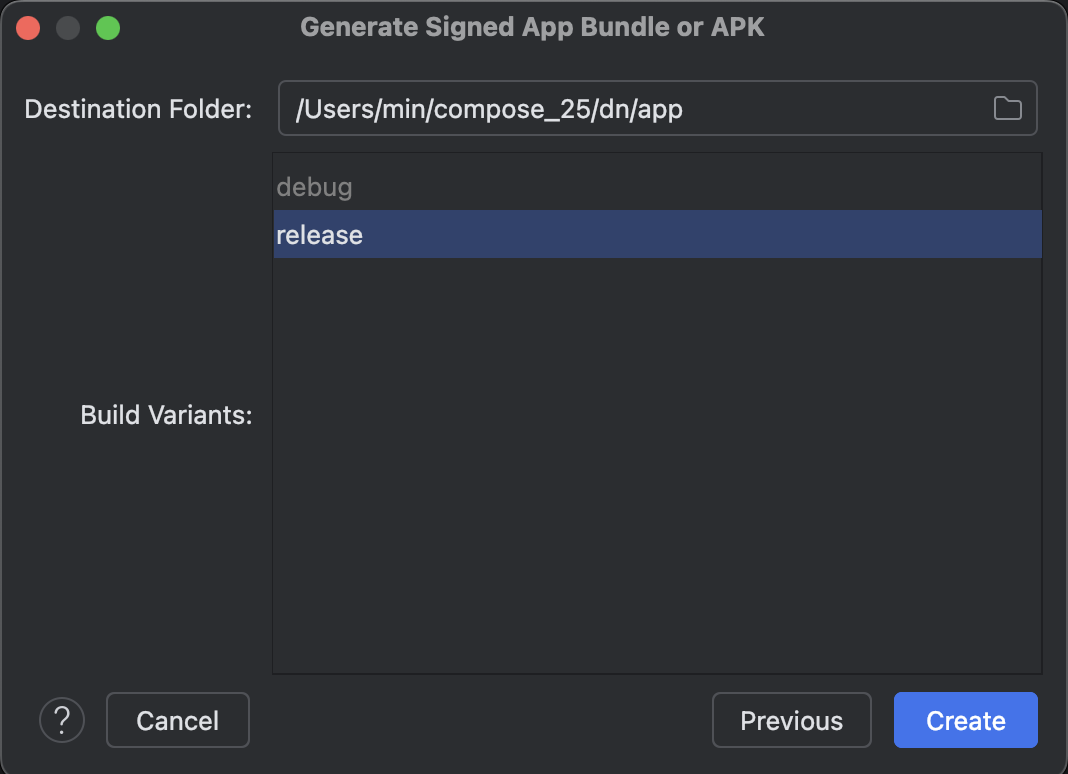 Generate Signed App Bundle or APK
Destination Folder: /Users/min/compose_25/dn/app
debug
release
Build Variants:
? Cancel Previous Create